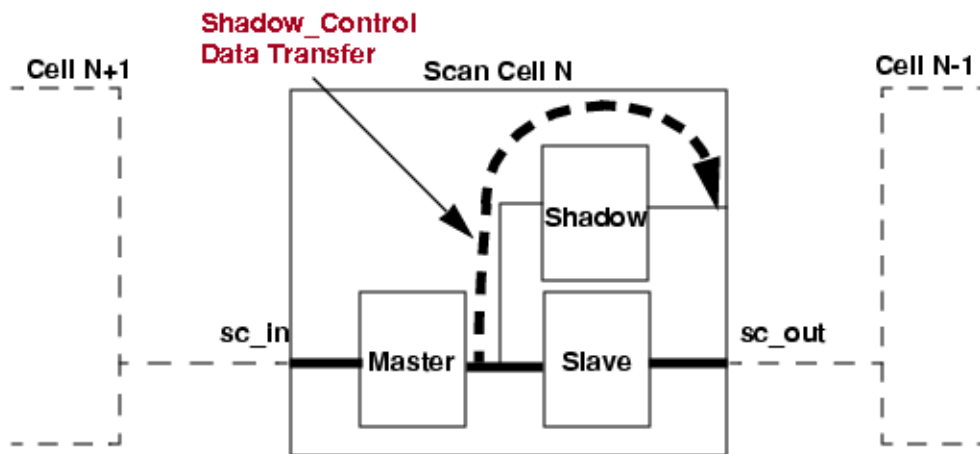 Shadow_Control
Data Transfer
Cell N+1
Scan Cell N
Cell N-1
Shadow
sc_in
sc_out
Master
Slave